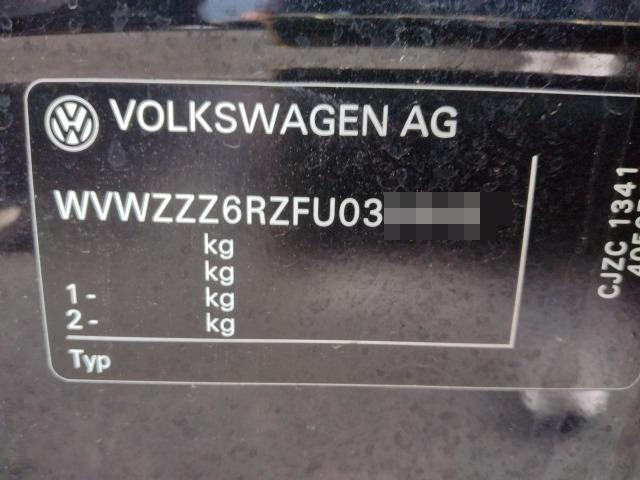 VOLKSWAGEN AG
WVWZZZ6RZFU03
kg
kg
1- kg
2- kg
Typ
CJZC 1341